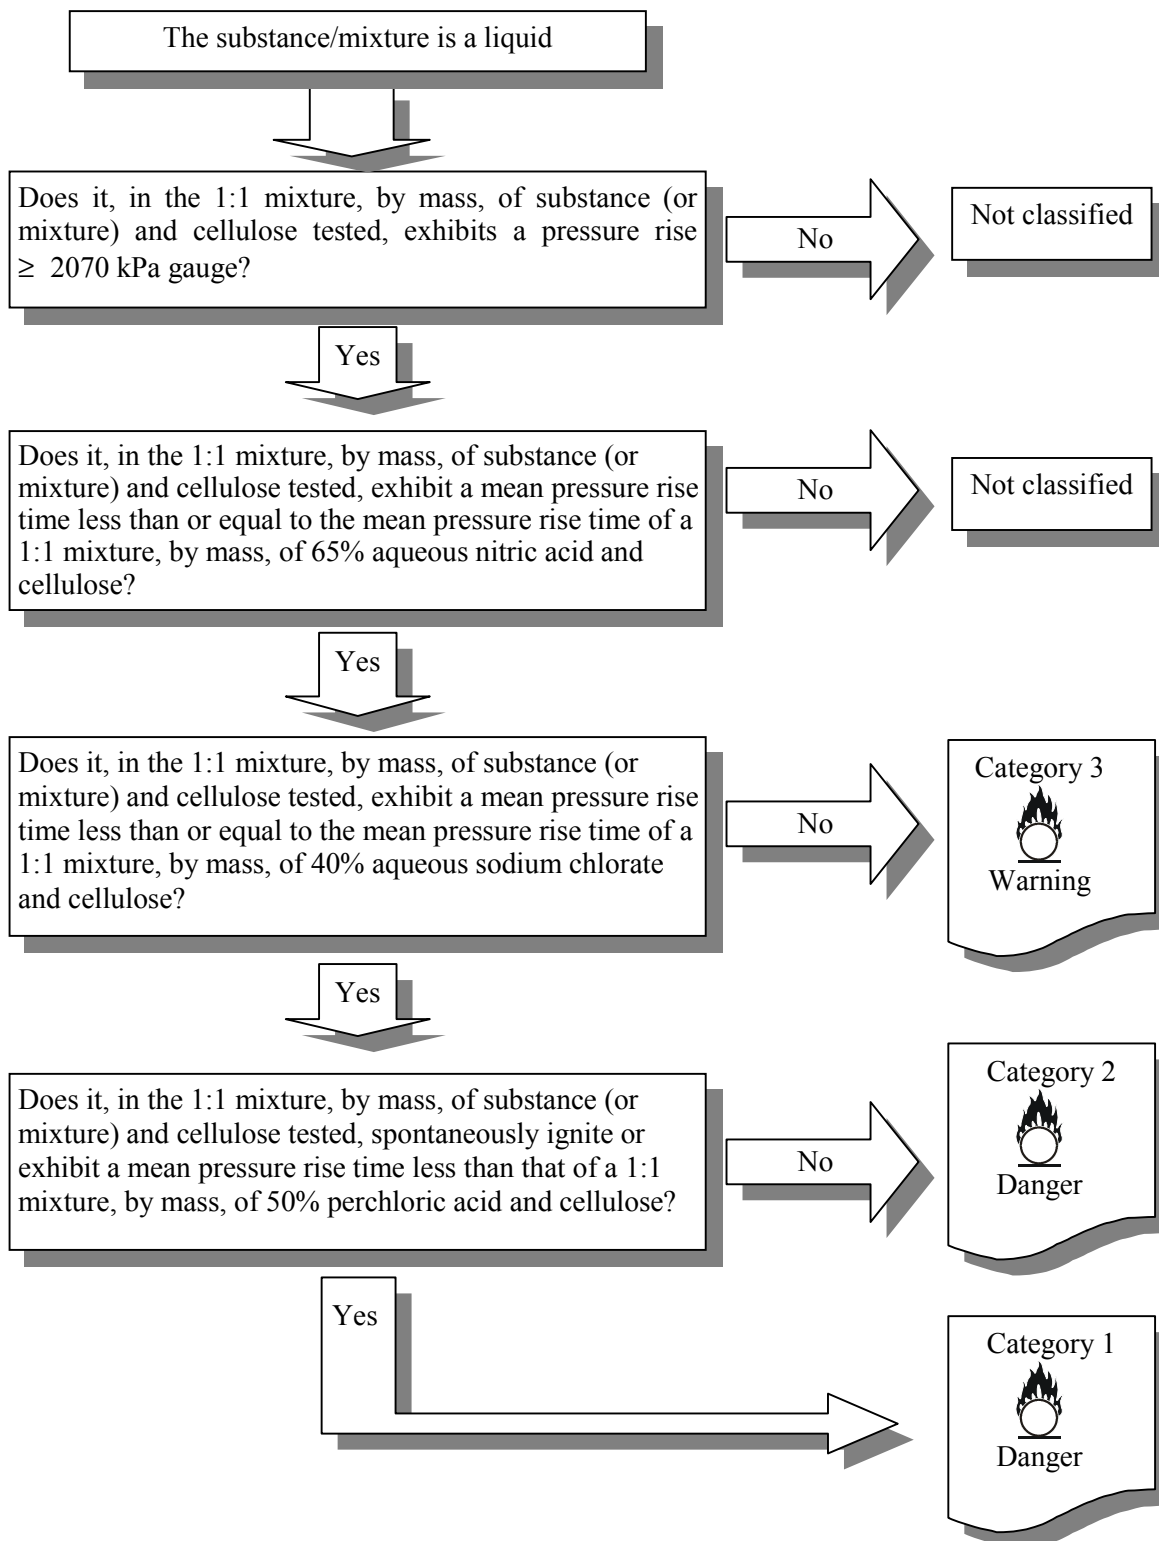 The substance/mixture is a liquid
Does it, in the 1:1 mixture, by mass, of substance (or
mixture) and cellulose tested, exhibits a pressure rise
≥ 2070 kPa gauge?
No
Not classified
Yes
Does it, in the 1:1 mixture, by mass, of substance (or
mixture) and cellulose tested, exhibit a mean pressure rise
time less than or equal to the mean pressure rise time of a
1:1 mixture, by mass, of 65% aqueous nitric acid and
cellulose?
No
Not classified
Yes
Does it, in the 1:1 mixture, by mass, of substance (or
mixture) and cellulose tested, exhibit a mean pressure rise
time less than or equal to the mean pressure rise time of a
1:1 mixture, by mass, of 40% aqueous sodium chlorate
and cellulose?
No
Category 3
Warning
Yes
Does it, in the 1:1 mixture, by mass, of substance (or
mixture) and cellulose tested, spontaneously ignite or
exhibit a mean pressure rise time less than that of a 1:1
mixture, by mass, of 50% perchloric acid and cellulose?
No
Category 2
Danger
Yes
Category 1
Danger